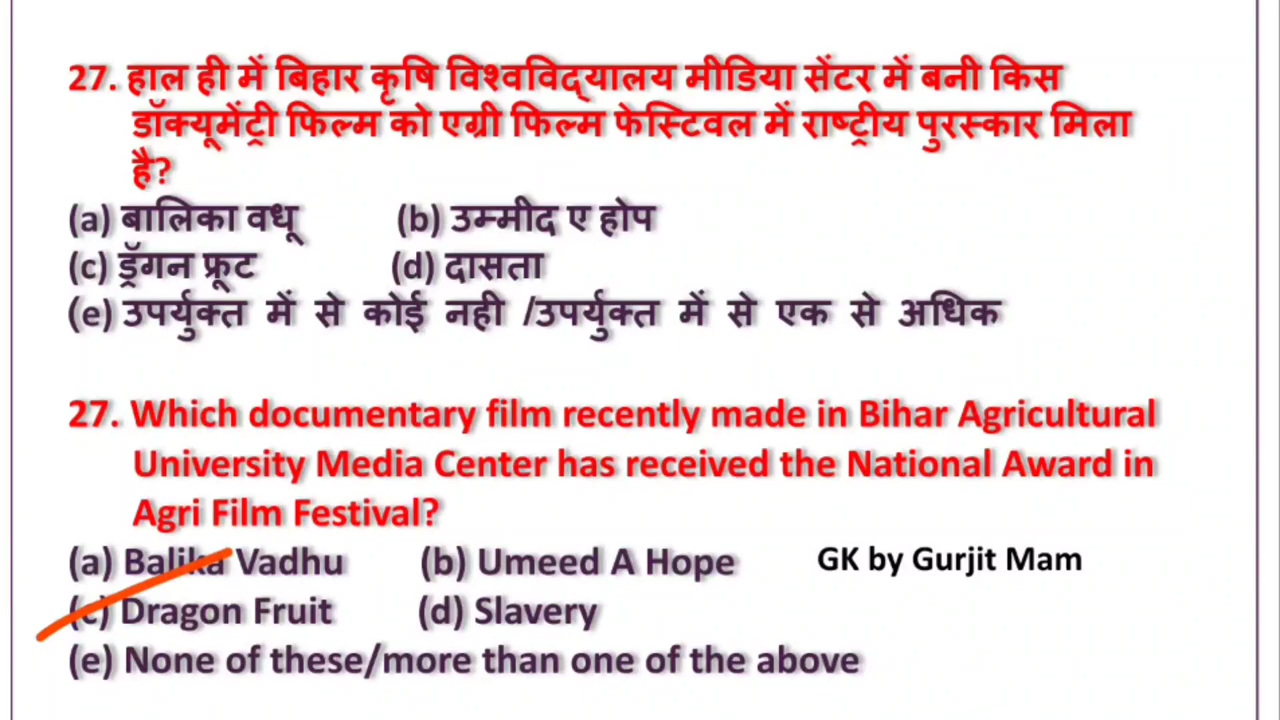 27. हाल ही में बिहार कृषि विश्वविद्यालय मीडिया सेंटर में बनी किस
डॉक्यूमेंट्री फिल्म को एग्री फिल्म फेस्टिवल में राष्ट्रीय पुरस्कार मिला
है?
(a) बालिका वधू (b) उम्मीद ए होप
(c) ड्रॅगन फ्रूट (d) दासता
(e) उपर्युक्त में से कोई नही /उपर्युक्त में से एक से अधिक
27. Which documentary film recently made in Bihar Agricultural
University Media Center has received the National Award in
Agri Film Festival?
(a) Balika Vadhu (b) Umeed A Hope GK by Gurjit Mam
(c) Dragon Fruit (d) Slavery
(e) None of these/more than one of the above